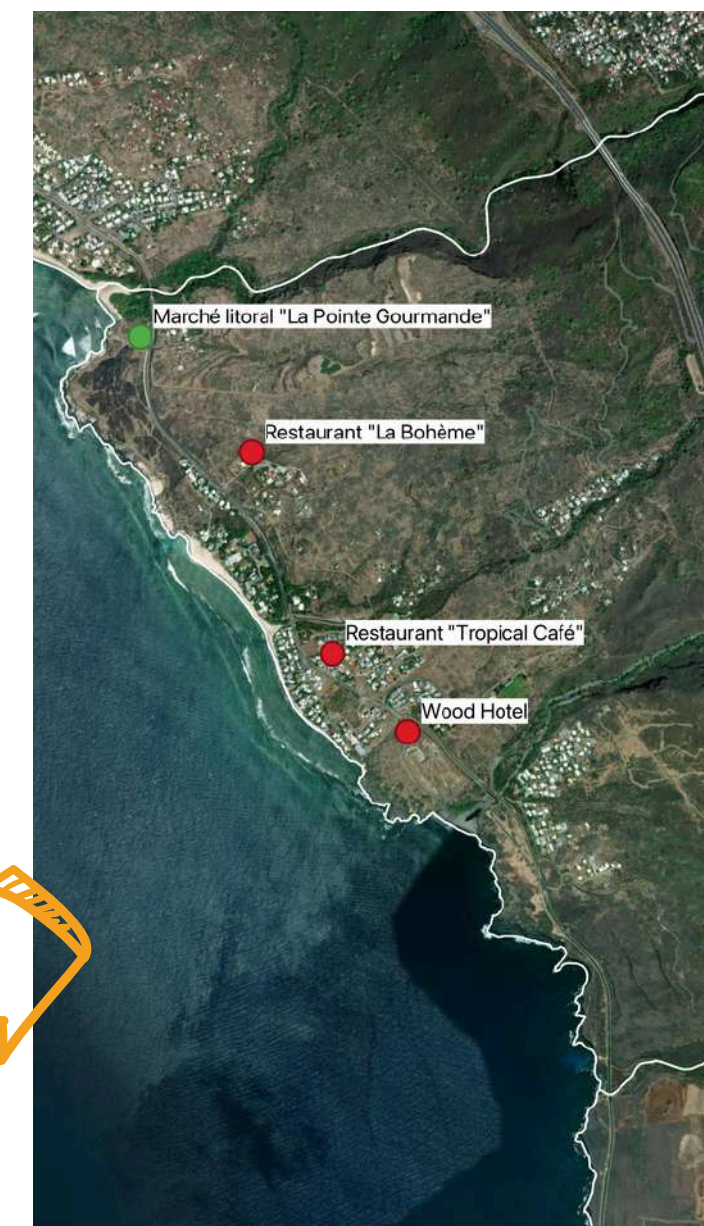 Marché litoral "La Pointe Gourmande"
Restaurant "La Bohème"
Restaurant "Tropical Café"
Wood Hotel